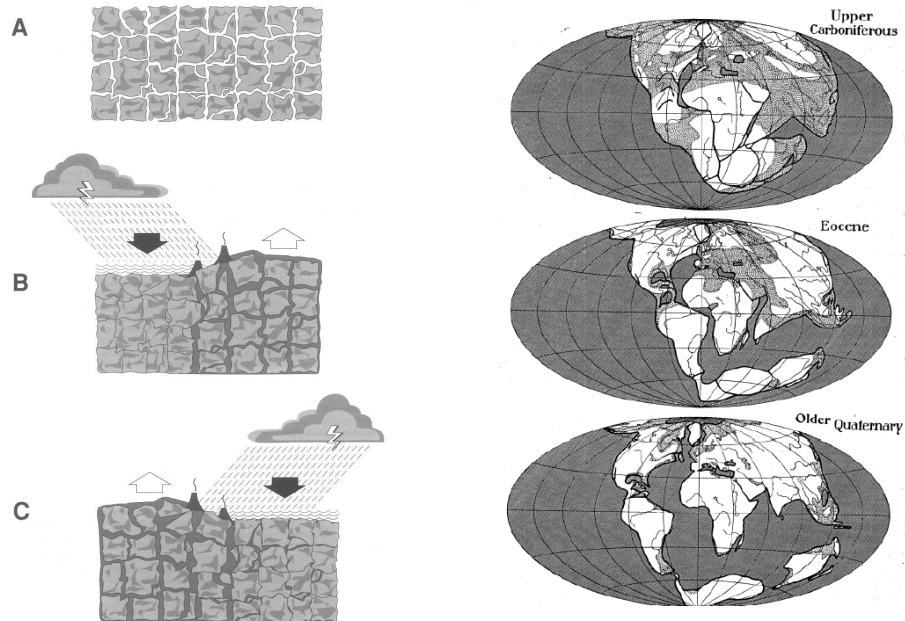 A
B
C
Upper
Carboniferous
Eocene
Older Quaternary